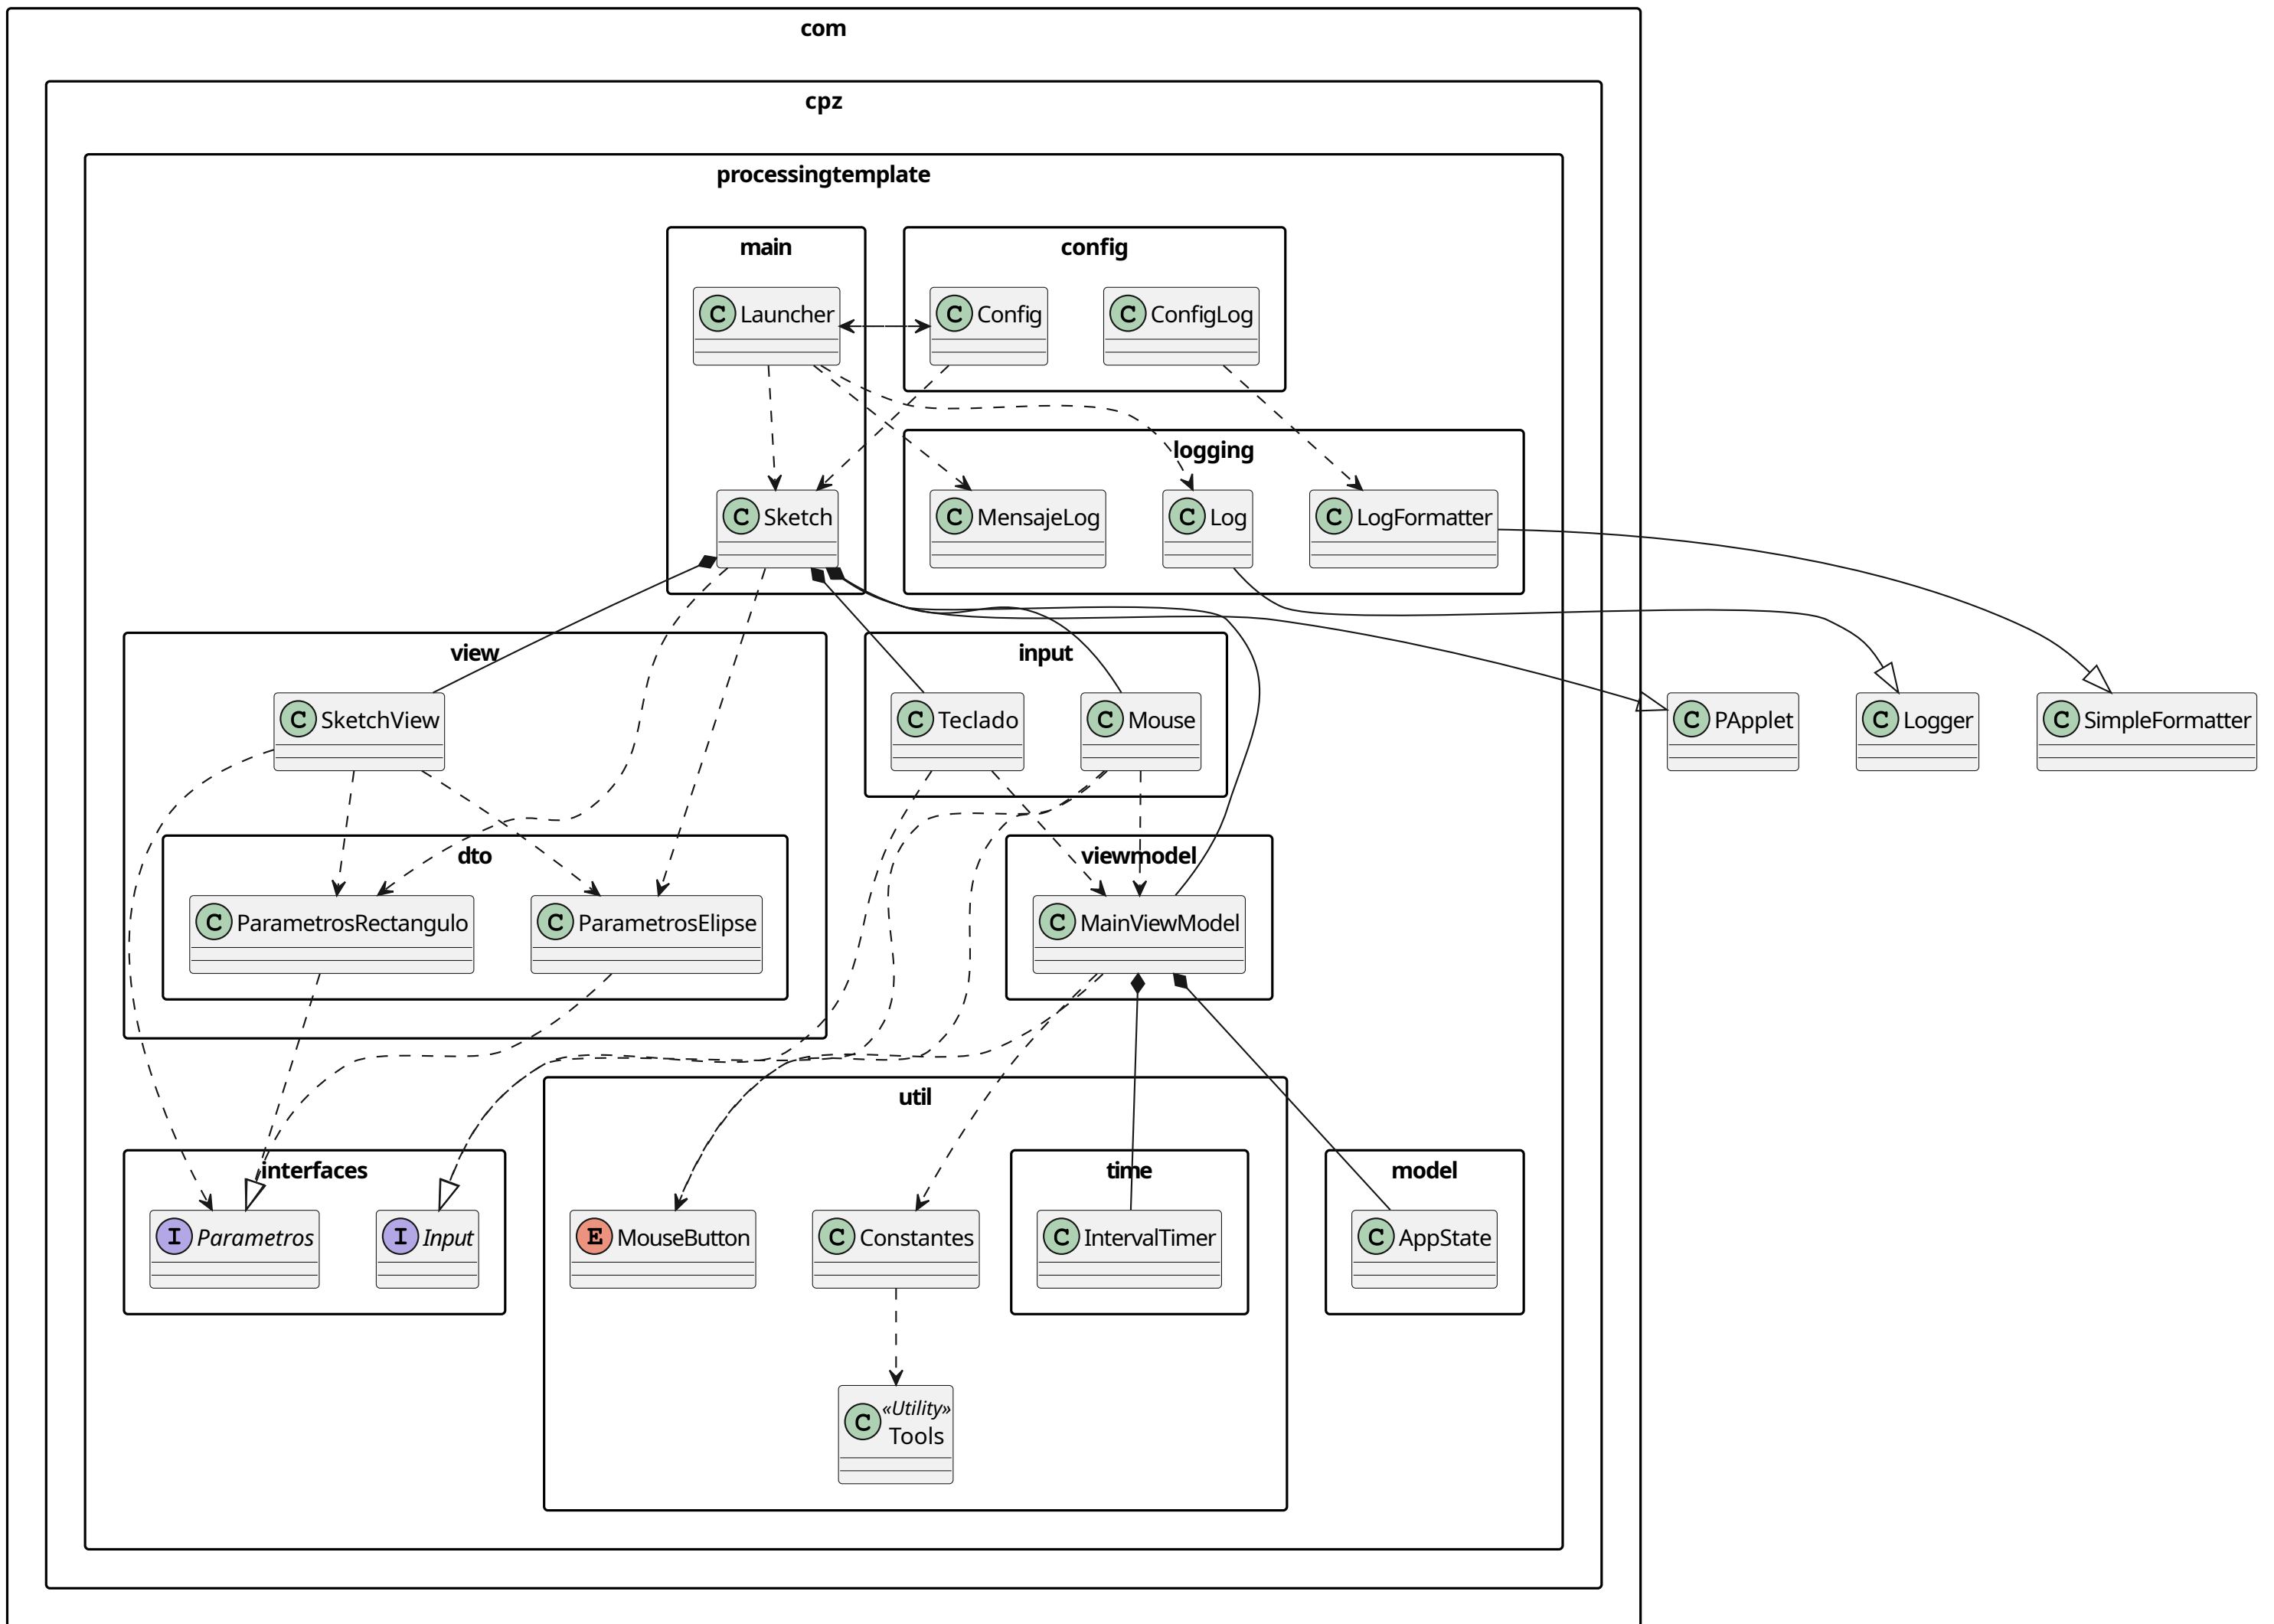 com
cpz
processingtemplate
main
config
C Launcher
C Config
C ConfigLog
logging
C Sketch
C MensajeLog
C Log
C LogFormatter
view
input
C SketchView
C Teclado
C Mouse
C PApplet
C Logger
C SimpleFormatter
dto
viewmodel
C ParametrosRectangulo
C ParametrosElipse
C MainViewModel
util
interfaces
time
model
I Parametros
I Input
E MouseButton
C Constantes
C IntervalTimer
C AppState
«Utility»
C Tools